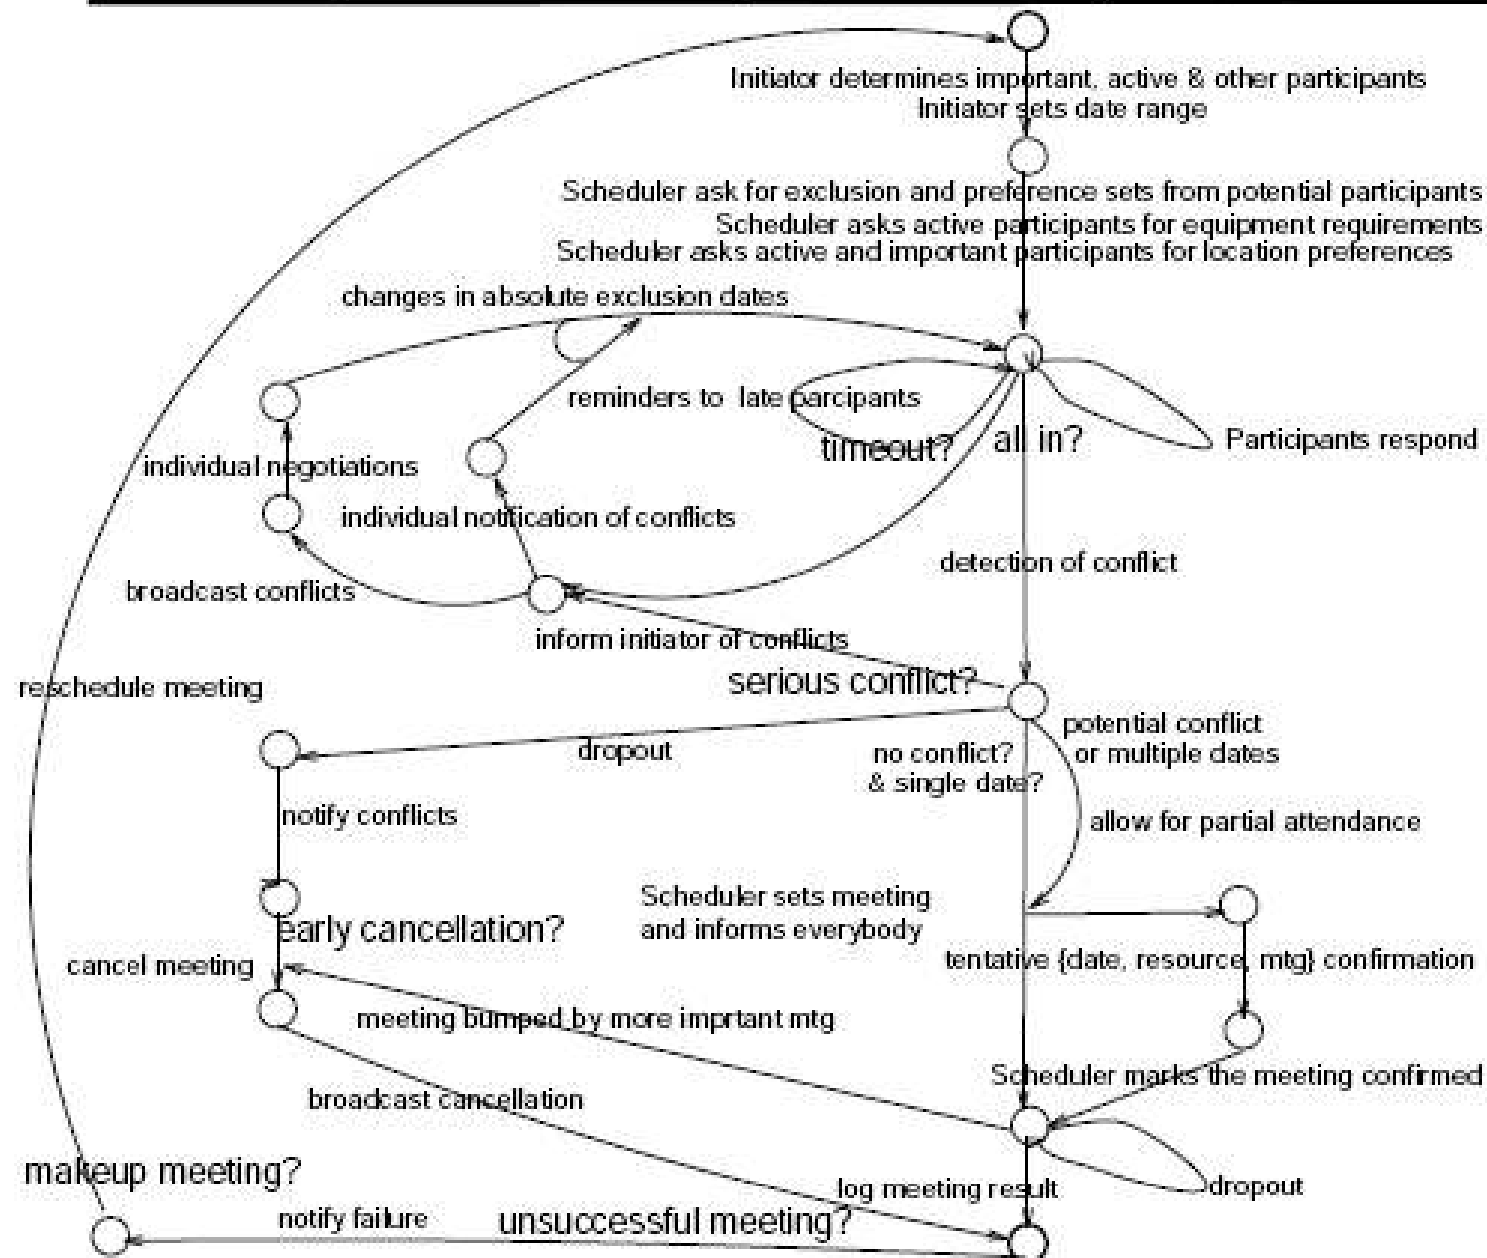 Initiator determines important, active & other participants
Initiator sets date range
Scheduler ask for exclusion and preference sets from potential participants
Scheduler asks active participants for equipment requirements
Scheduler asks active and important participants for location preferences
changes in absolute exclusion dates
reminders to late parcipants
timeout?
all in?
Participants respond
individual negotiations
individual notification of conflicts
detection of conflict
broadcast conflicts
inform initiator of conflicts
serious conflict?
reschedule meeting
potential conflict
or multiple dates
dropout
no conflict?
& single date?
notify conflicts
allow for partial attendance
Scheduler sets meeting
and informs everybody
early cancellation?
cancel meeting
tentative {date, resource, mtg} confirmation
meeting bumped by more imprtant mtg
Scheduler marks the meeting confirmed
broadcast cancellation
makeup meeting?
log meeting result
dropout
notify failure
unsuccessful meeting?